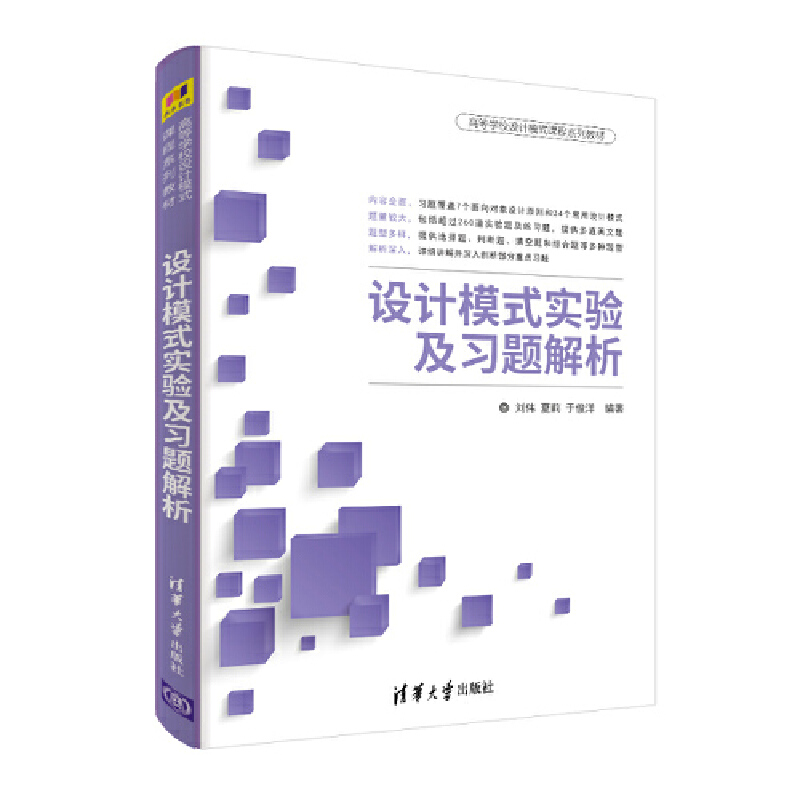 高等学校设计模式课程系列教材
内容全面，习题覆盖7个面向对象设计原则和24个常用设计模式
题量较大，包括超过260道实验题及练习题，提供多道英文题
题型多样，提供选择题、判断题、填空题和综合题等多种题型
解析深入，详细讲解并深入剖析部分重点习题
设计模式实验
及习题解析
刘伟 夏莉 于俊洋 编著
清华大学出版社
高等学校设计模式
课程系列教材
设计模式实验及习题解析
清华大学出版社